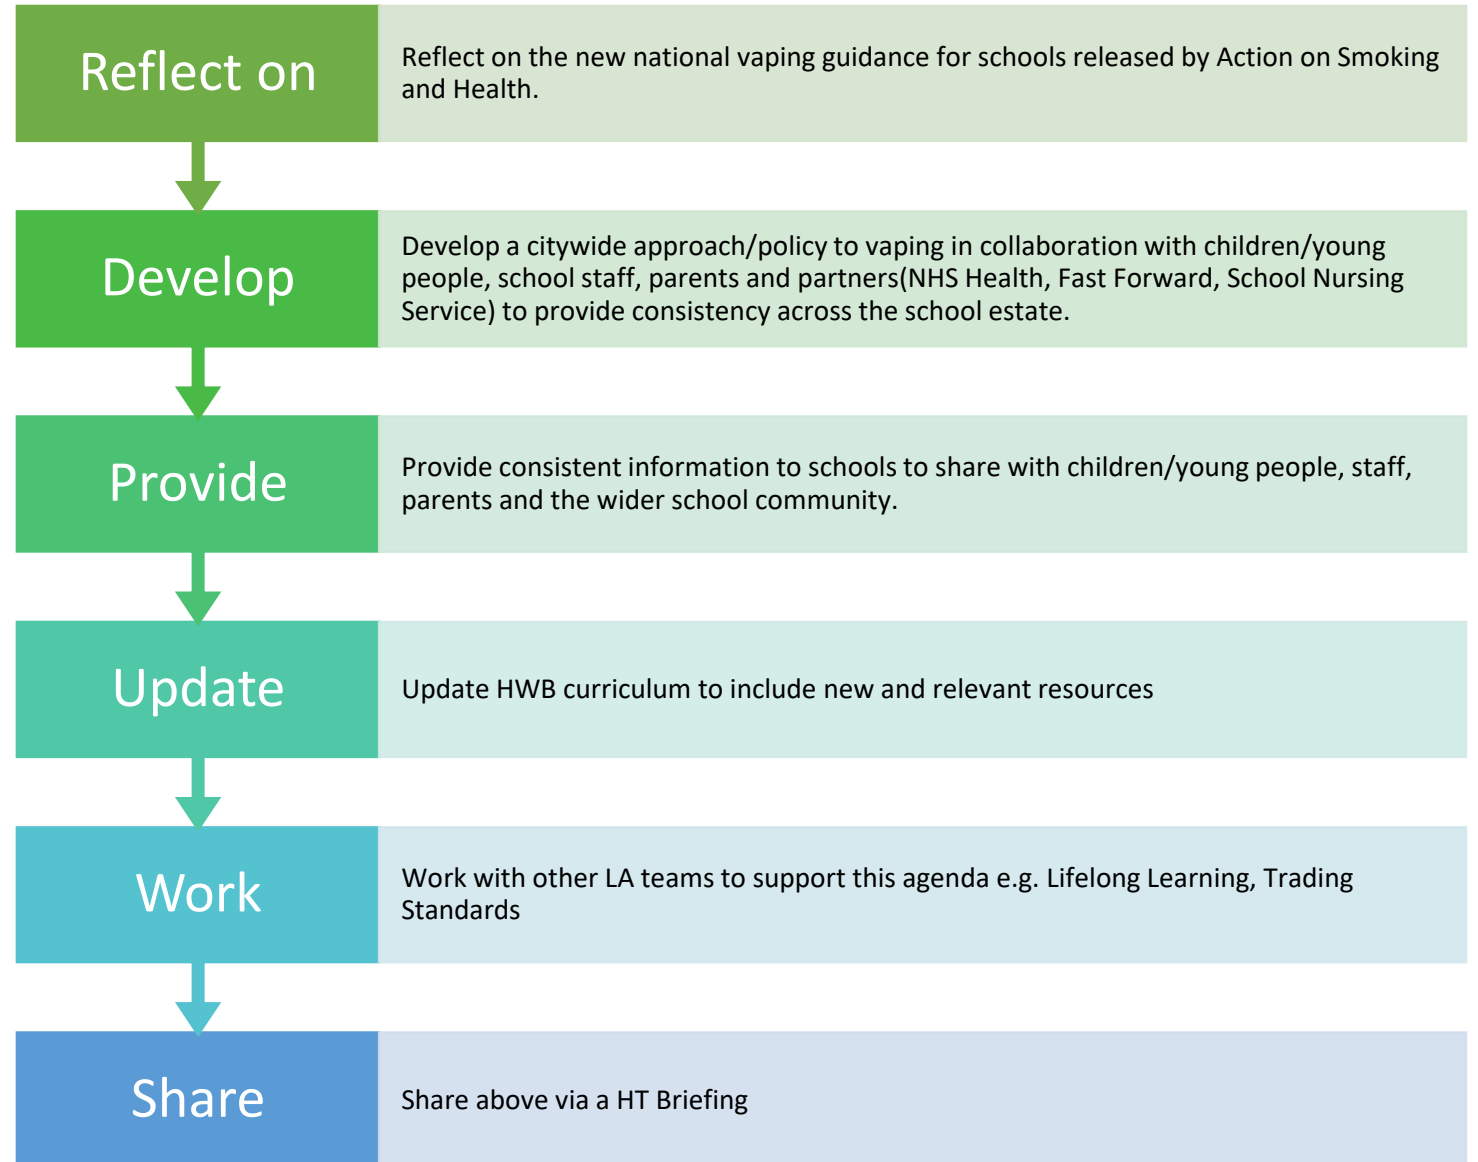 Reflect on
Reflect on the new national vaping guidance for schools released by Action on Smoking
and Health.
Develop
Develop a citywide approach/policy to vaping in collaboration with children/young
people, school staff, parents and partners(NHS Health, Fast Forward, School Nursing
Service) to provide consistency across the school estate.
Provide
Provide consistent information to schools to share with children/young people, staff,
parents and the wider school community.
Update
Update HWB curriculum to include new and relevant resources
Work
Work with other LA teams to support this agenda e.g. Lifelong Learning, Trading
Standards
Share
Share above via a HT Briefing